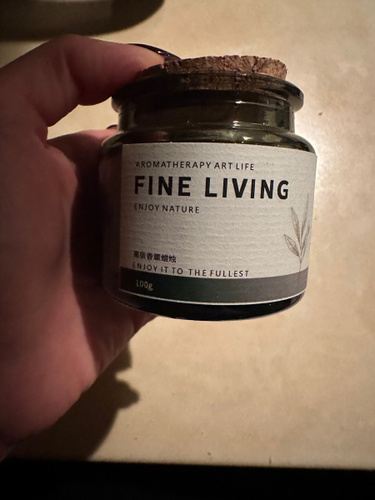 AROMATHERAPY ART LIFE
FINE LIVING
ENJOY NATURE
香薰蜡烛
ENJOY IT TO THE FULLEST
100g